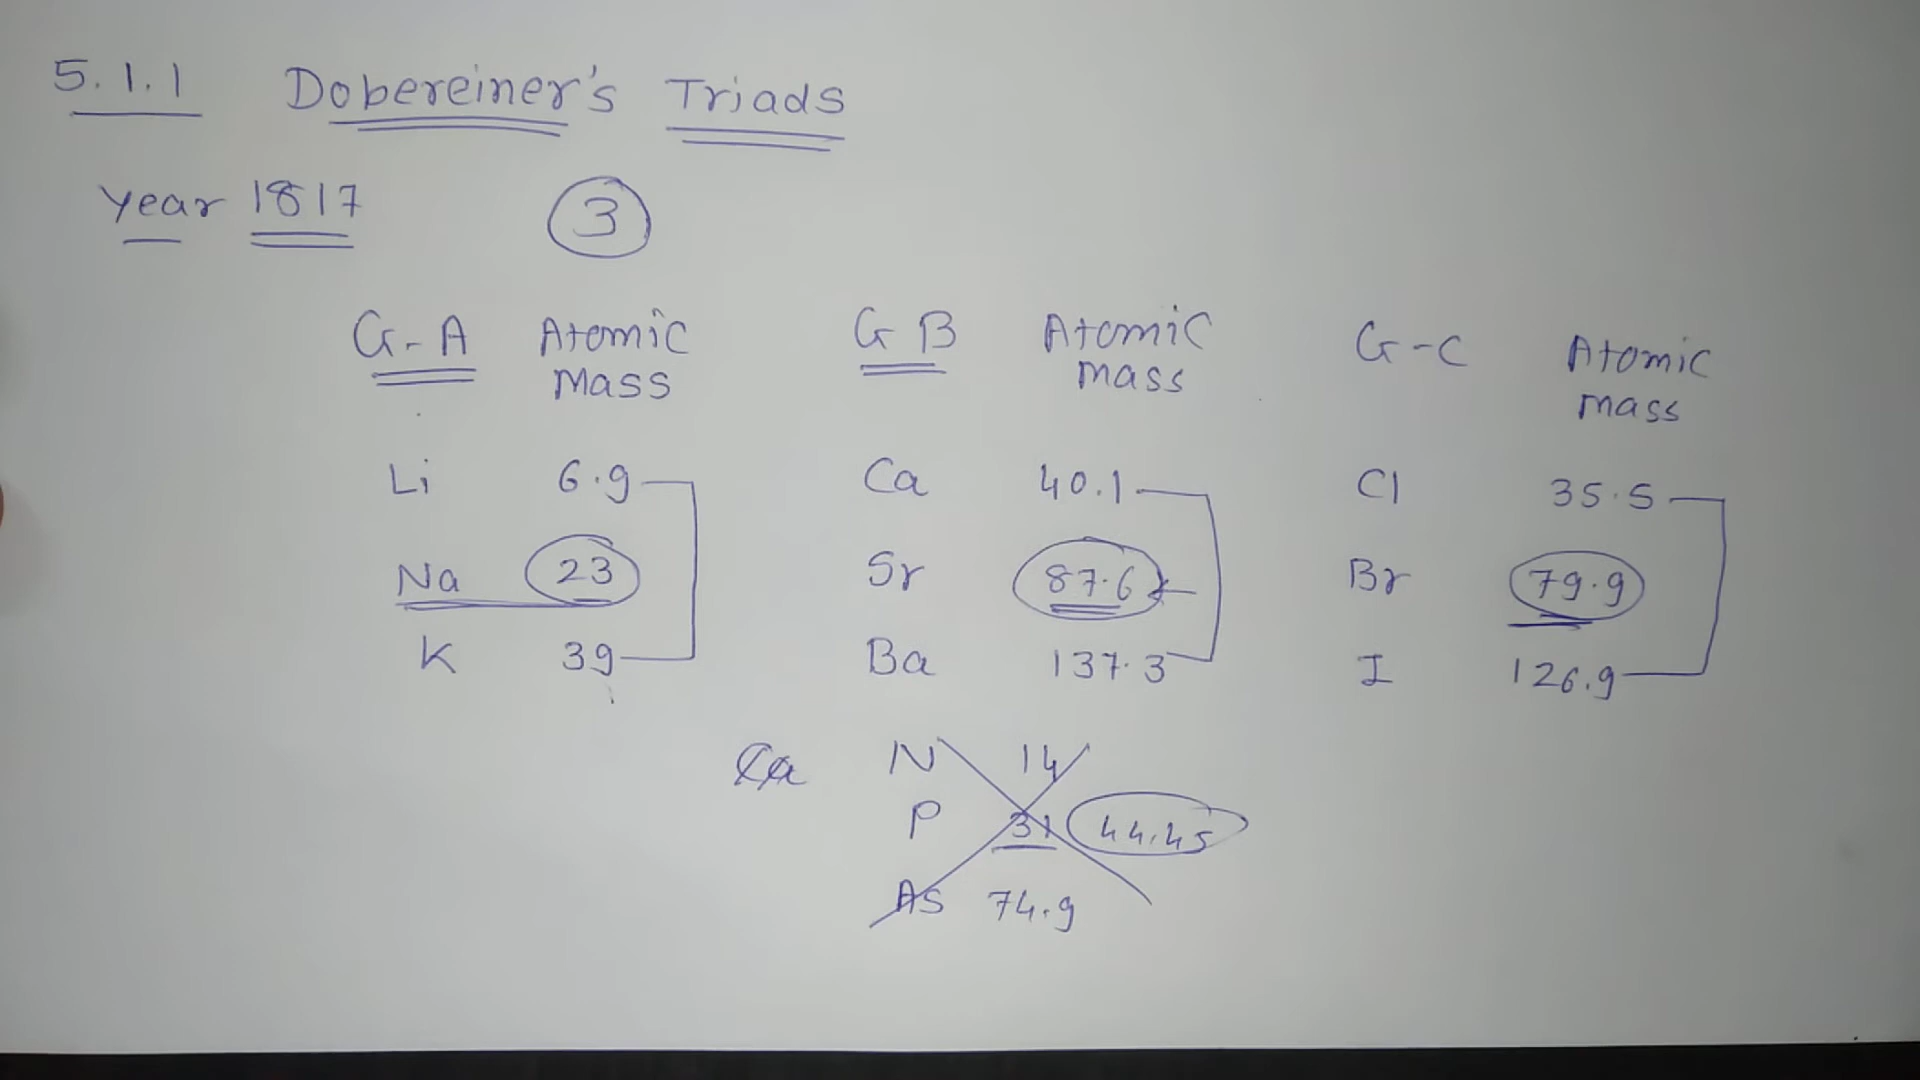 5.1.1 Dobereiner's Triads
Year 1817 3
G-A Atomic Mass G B Atomic mass G-C Atomic mass
Li 6.9 Ca 40.1 Cl 35.5
Na 23 Sr 87.6 Br 79.9
K 39 Ba 137.3 I 126.9
Ca N 14
P 31 44.45
As 74.9